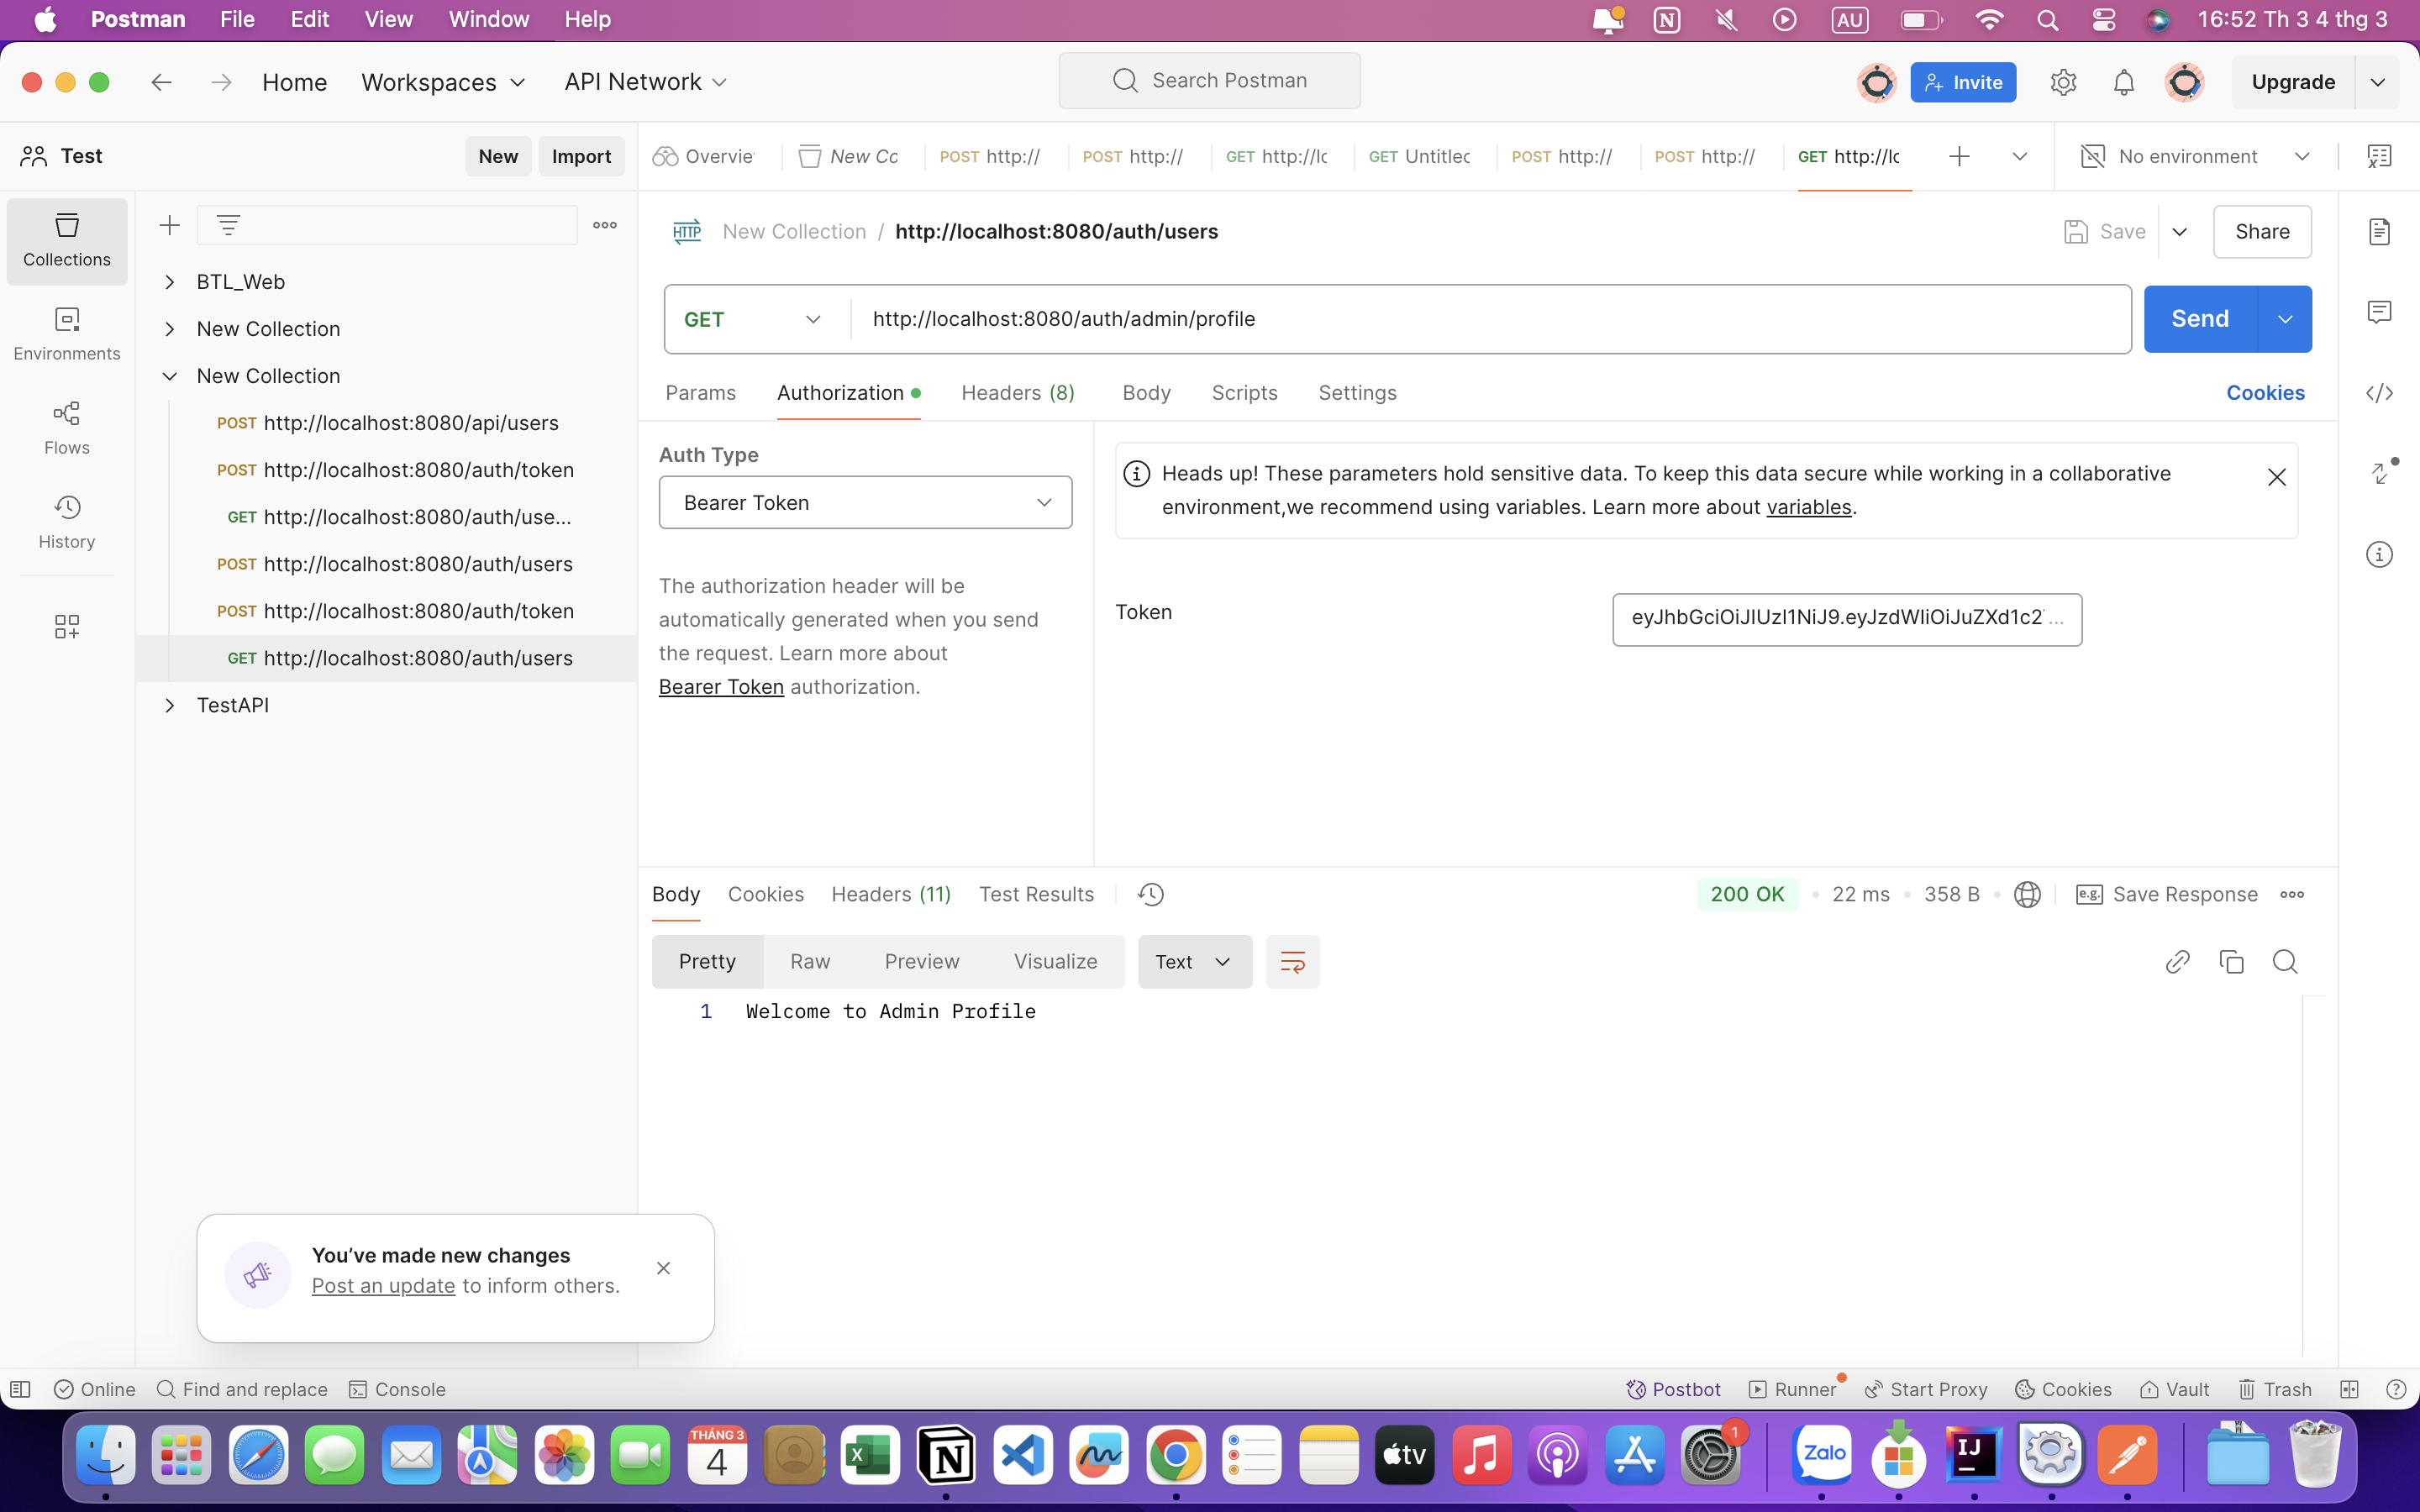 Postman File Edit View Window Help
AU 16:52 Th 3 4 thg 3
Home Workspaces API Network
Search Postman
Invite Upgrade
Test New Import
Overvie New Co POST http:// POST http:// GET http://lc GET Untitlec POST http:// POST http:// GET http://lc No environment
Collections
Environments
Flows
History
BTL_Web
New Collection
New Collection
POST http://localhost:8080/api/users
POST http://localhost:8080/auth/token
GET http://localhost:8080/auth/use...
POST http://localhost:8080/auth/users
POST http://localhost:8080/auth/token
GET http://localhost:8080/auth/users
TestAPI
HTTP New Collection / http://localhost:8080/auth/users
Save Share
GET http://localhost:8080/auth/admin/profile
Send
Params Authorization Headers (8) Body Scripts Settings Cookies
Auth Type
Bearer Token
The authorization header will be
automatically generated when you send
the request. Learn more about
Bearer Token authorization.
Heads up! These parameters hold sensitive data. To keep this data secure while working in a collaborative
environment,we recommend using variables. Learn more about variables.
Token
eyJhbGciOiJIUzI1NiJ9.eyJzdWIiOiJuZXd1c2...
Body Cookies Headers (11) Test Results
200 OK 22 ms 358 B e.g. Save Response
Pretty Raw Preview Visualize Text
1 Welcome to Admin Profile
You’ve made new changes
Post an update to inform others.
Online Find and replace Console
Postbot Runner Start Proxy Cookies Vault Trash
THÁNG 3
4
tv
1
Zalo
IJ